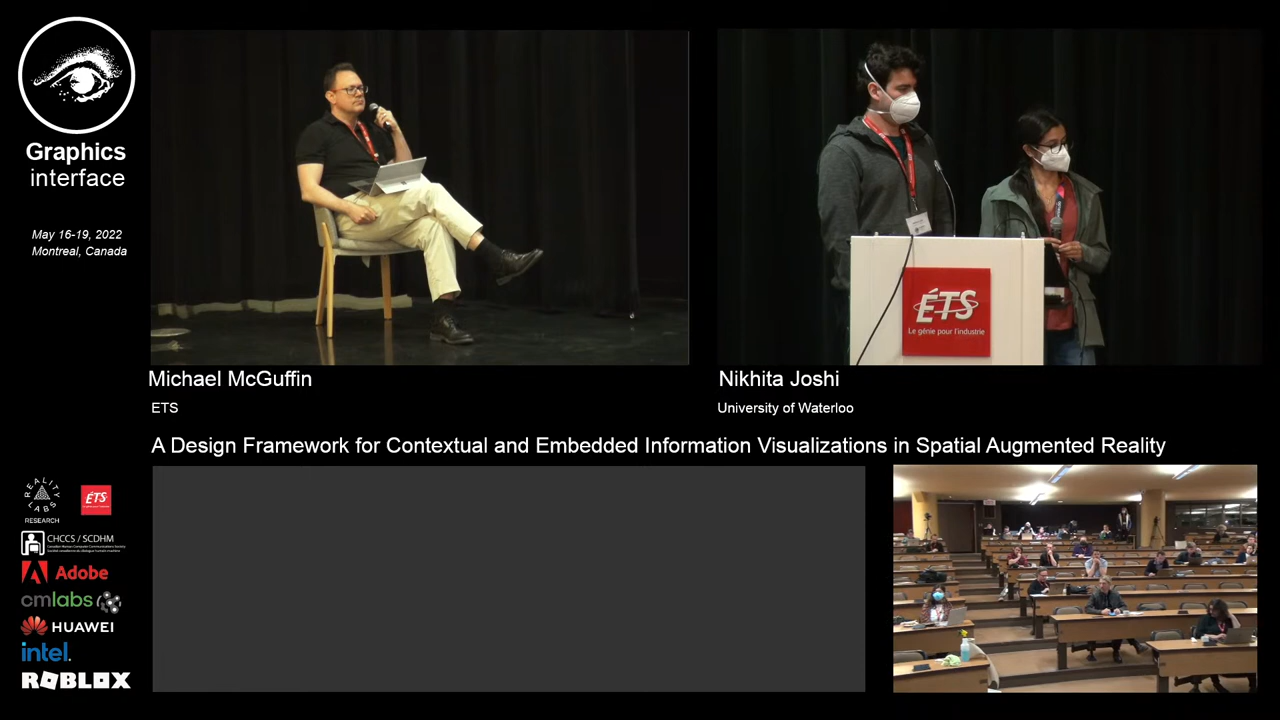 Graphics
interface
May 16-19, 2022
Montreal, Canada
ÉTS
Le génie pour l'industrie
Michael McGuffin
ETS
Nikhita Joshi
University of Waterloo
A Design Framework for Contextual and Embedded Information Visualizations in Spatial Augmented Reality
REALITY LABS
RESEARCH
ÉTS
CHCCS / SCDHM
Adobe
cmlabs
HUAWEI
intel.
ROBLOX